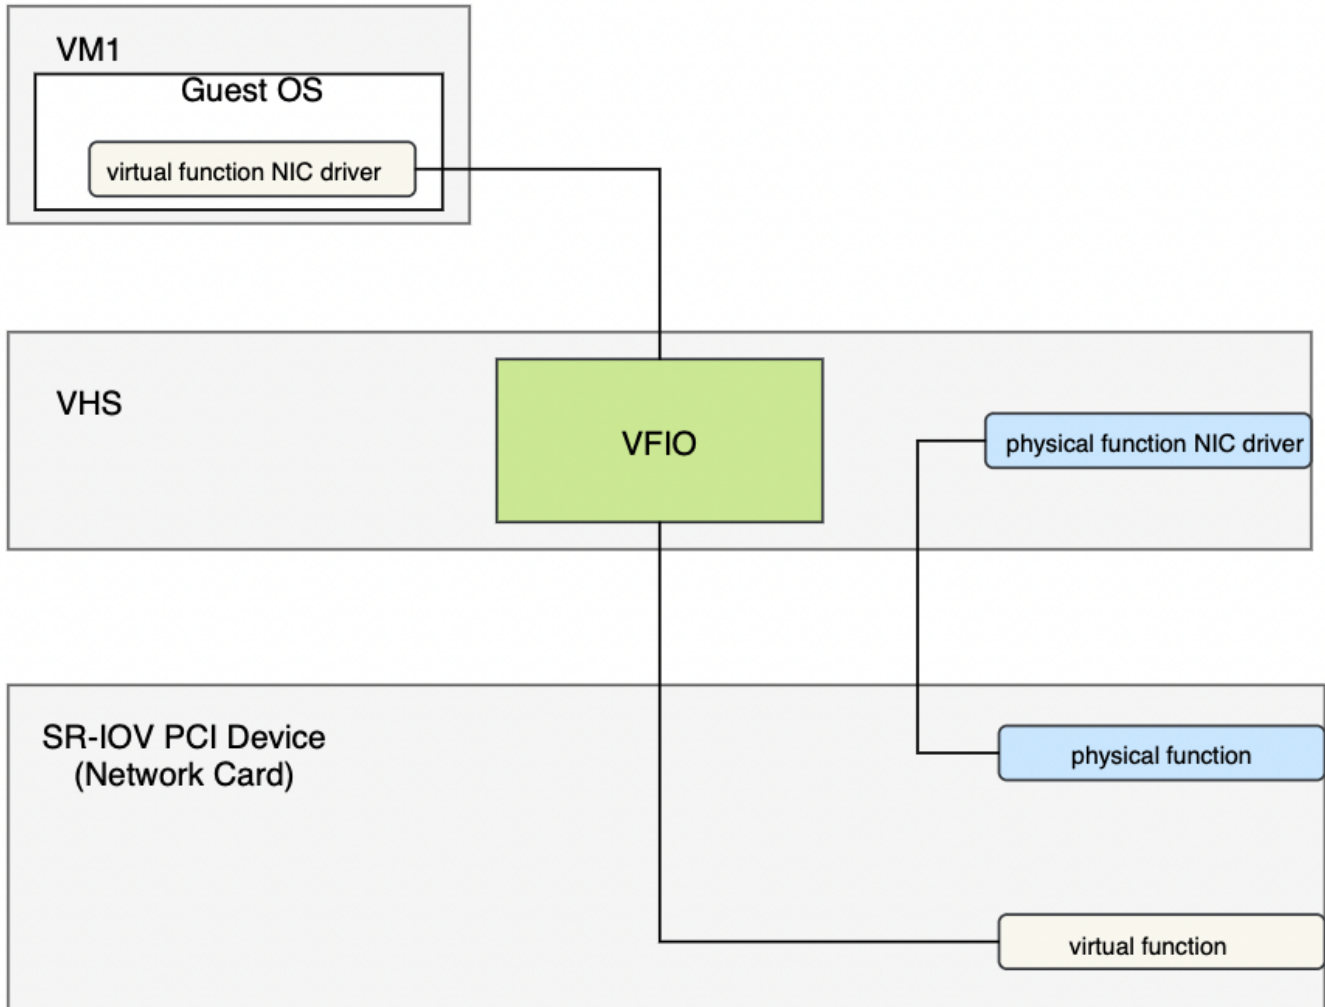 VM1
Guest OS
virtual function NIC driver
VHS
VFIO
physical function NIC driver
SR-IOV PCI Device
(Network Card)
physical function
virtual function